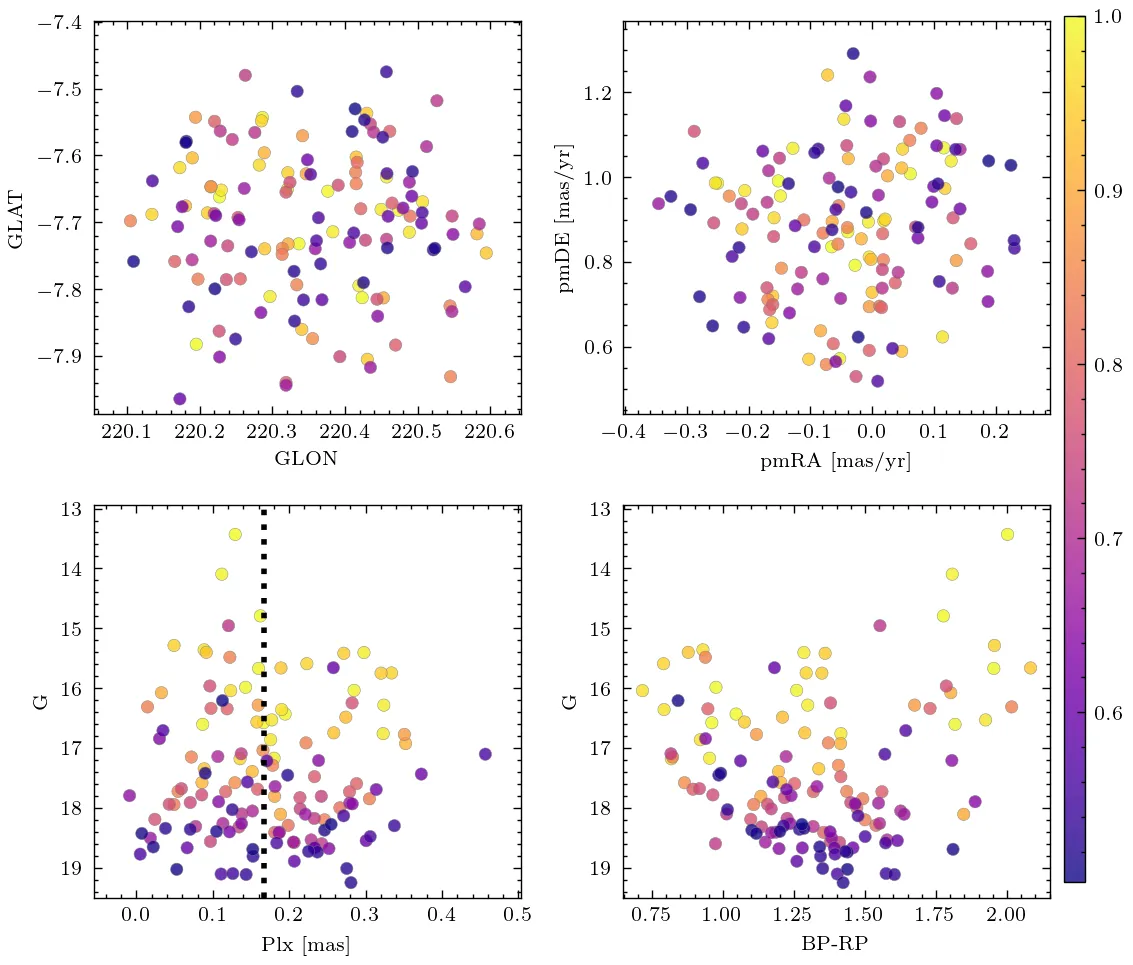 −7.4
−7.5
−7.6
−7.7
−7.8
−7.9
GLAT
220.1 220.2 220.3 220.4 220.5 220.6
GLON
1.2
1.0
0.8
0.6
pmDE [mas/yr]
−0.4 −0.3 −0.2 −0.1 0.0 0.1 0.2
pmRA [mas/yr]
13
14
15
16
17
18
19
G
0.0 0.1 0.2 0.3 0.4 0.5
Plx [mas]
13
14
15
16
17
18
19
G
0.75 1.00 1.25 1.50 1.75 2.00
BP-RP
1.0
0.9
0.8
0.7
0.6